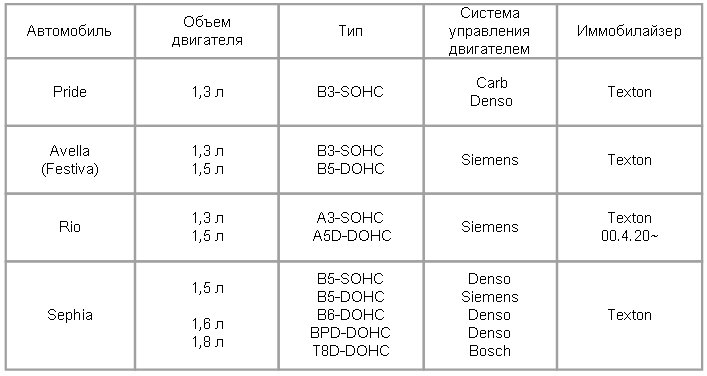 Автомобиль
Объем
двигателя
Тип
Система
управления
двигателем
Иммобилайзер
Pride
1,3 л
B3-SOHC
Carb
Denso
Texton
Avella
(Festiva)
1,3 л
1,5 л
B3-SOHC
B5-DOHC
Siemens
Texton
Rio
1,3 л
1,5 л
A3-SOHC
A5D-DOHC
Siemens
Texton
00.4.20~
Sephia
1,5 л
1,6 л
1,8 л
B5-SOHC
B5-DOHC
B6-DOHC
BPD-DOHC
T8D-DOHC
Denso
Siemens
Denso
Denso
Bosch
Texton